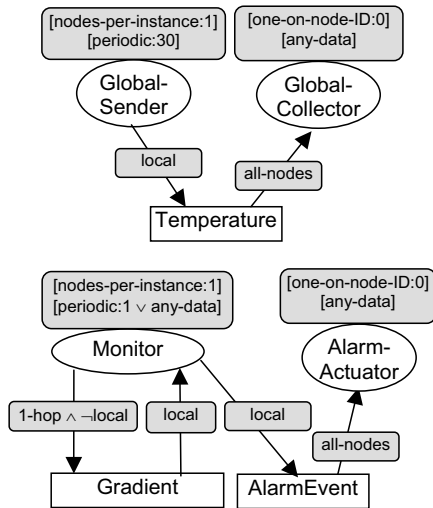 [nodes-per-instance:1]
[periodic:30]
[one-on-node-ID:0]
[any-data]
Global-
Sender
Global-
Collector
local
all-nodes
Temperature
[nodes-per-instance:1]
[periodic:1 ∨ any-data]
[one-on-node-ID:0]
[any-data]
Monitor
Alarm-
Actuator
1-hop ∧ ¬local
local
local
all-nodes
Gradient
AlarmEvent